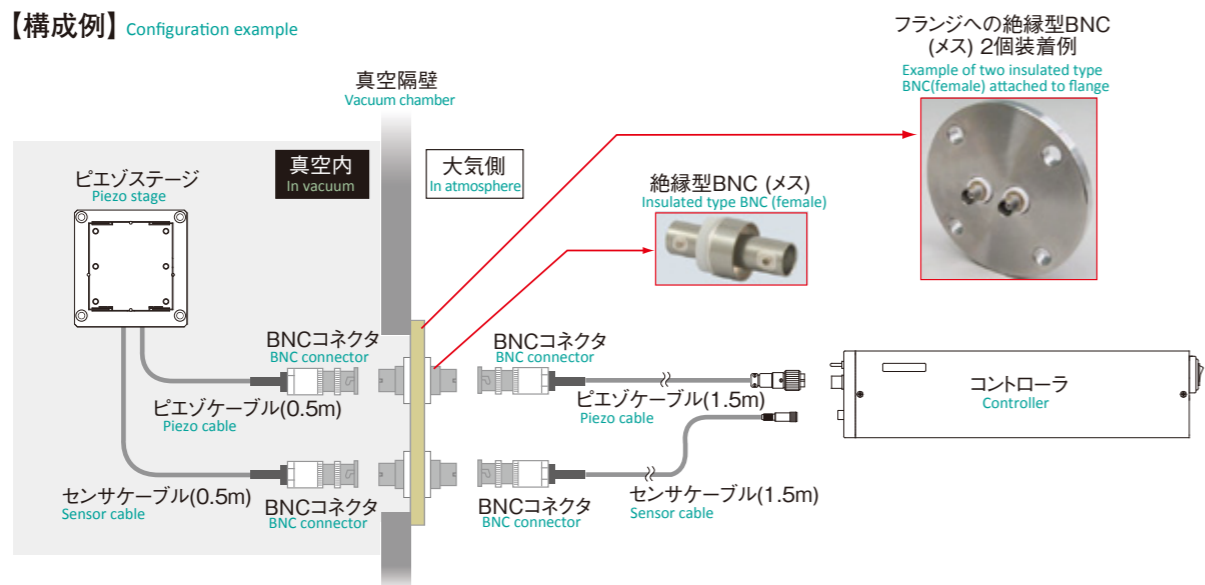 【構成例】 Configuration example
フランジへの絶縁型BNC
(メス) 2個装着例
Example of two insulated type
BNC(female) attached to flange
真空隔壁
Vacuum chamber
真空内
In vacuum
大気側
In atmosphere
ピエゾステージ
Piezo stage
絶縁型BNC (メス)
Insulated type BNC (female)
BNCコネクタ
BNC connector
BNCコネクタ
BNC connector
コントローラ
Controller
ピエゾケーブル(0.5m)
Piezo cable
ピエゾケーブル(1.5m)
Piezo cable
センサケーブル(0.5m)
Sensor cable
BNCコネクタ
BNC connector
BNCコネクタ
BNC connector
センサケーブル(1.5m)
Sensor cable